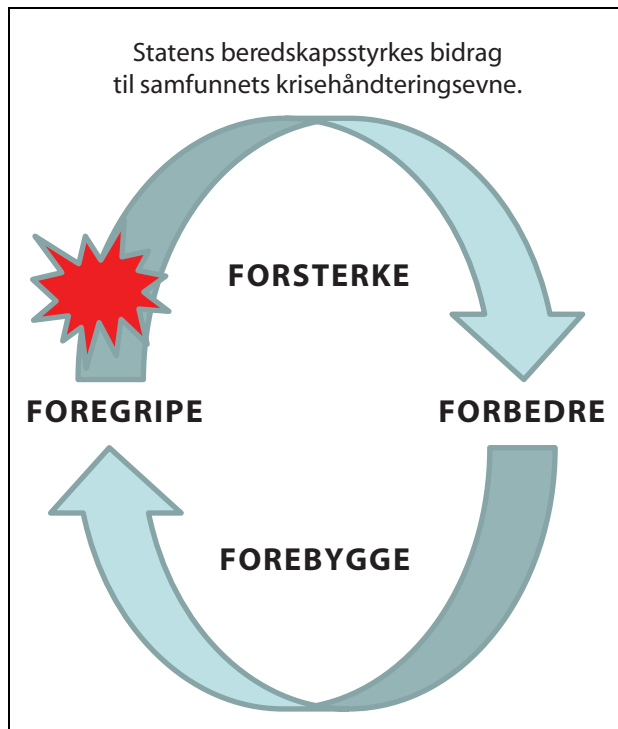 Statens beredskapsstyrkes bidrag
til samfunnets krisehåndteringsevne.
FORSTERKE
FOREGRIPE
FORBEDRE
FOREBYGGE